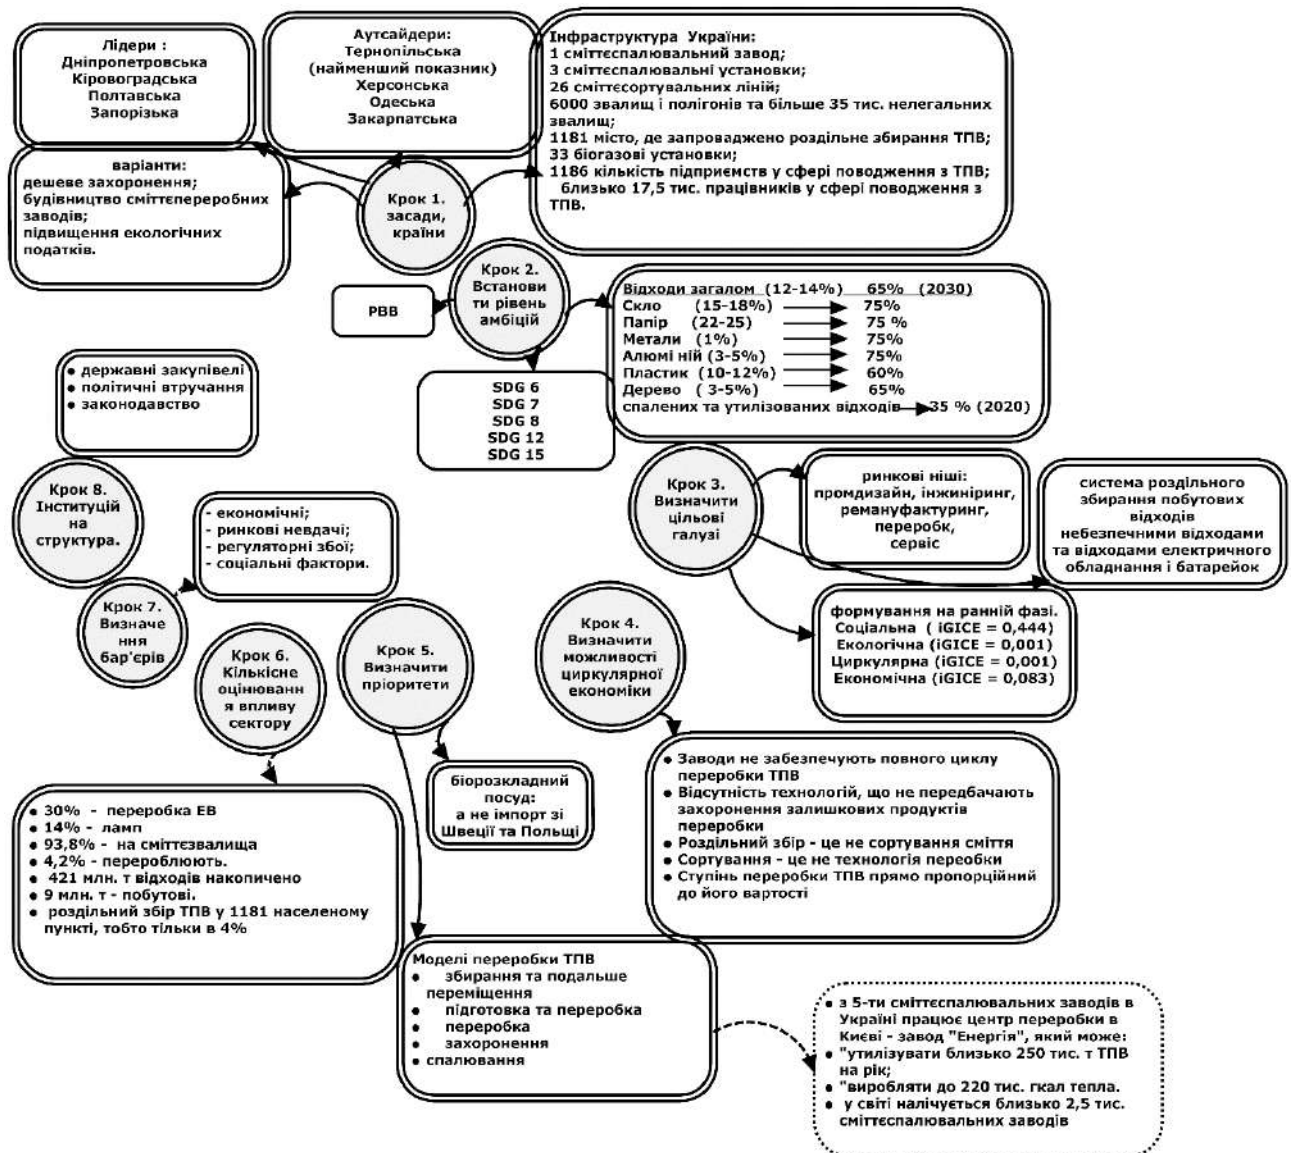 Лідери :
Дніпропетровська
Кіровоградська
Полтавська
Запорізька
Аутсайдери:
Тернопільська
(найменший показник)
Херсонська
Одеська
Закарпатська
Інфраструктура України:
1 сміттєспалювальний завод;
3 сміттєспалювальні установки;
26 сміттєсортувальних ліній;
6000 звалищ і полігонів та більше 35 тис. нелегальних
звалищ;
1181 місто, де запроваджено роздільне збирання ТПВ;
33 біогазові установки;
1186 кількість підприємств у сфері поводження з ТПВ;
близько 17,5 тис. працівників у сфері поводження з
ТПВ.
варіанти:
дешеве захоронення;
будівництво сміттєпереробних
заводів;
підвищення екологічних
податків.
Крок 1.
засади,
країни
Крок 2.
Встанови
ти рівень
амбіцій
РВВ
Відходи загалом (12-14%) 65% (2030)
Скло (15-18%) 75%
Папір (22-25) 75 %
Метали (1%) 75%
Алюмі ній (3-5%) 75%
Пластик (10-12%) 60%
Дерево ( 3-5%) 65%
спалених та утилізованих відходів 35 % (2020)
SDG 6
SDG 7
SDG 8
SDG 12
SDG 15
• державні закупівелі
• політичні втручання
• законодавство
Крок 8.
Інституцій
на
структура.
- економічні;
- ринкові невдачі;
- регуляторні збої;
- соціальні фактори.
Крок 3.
Визначити
цільові
галузі
ринкові ніші:
промдизайн, інжиніринг,
ремануфактуринг,
переробк,
сервіс
система роздільного
збирання побутових
відходів
небезпечними відходами
та відходами електричного
обладнання і батарейок
формування на ранній фазі.
Соціальна ( iGICE = 0,444)
Екологічна (iGICE = 0,001)
Циркулярна (iGICE = 0,001)
Економічна (iGICE = 0,083)
Крок 7.
Визначе
ння
бар'єрів
Крок 6.
Кількісне
оцінюванн
я впливу
сектору
Крок 5.
Визначити
пріоритети
Крок 4.
Визначити
можливості
циркулярної
економіки
біорозкладний
посуд:
а не імпорт зі
Швеції та Польщі
• Заводи не забезпечують повного циклу
переробки ТПВ
• Відсутність технологій, що не передбачають
захоронення залишкових продуктів
переробки
• Роздільний збір - це не сортування сміття
• Сортування - це не технологія переобки
• Ступінь переробки ТПВ прямо пропорційний
до його вартості
• 30% - переробка ЕВ
• 14% - ламп
• 93,8% - на сміттєзвалища
• 4,2% - перероблюють.
• 421 млн. т відходів накопичено
• 9 млн. т - побутові.
• роздільний збір ТПВ у 1181 населеному
пункті, тобто тільки в 4%
Моделі переробки ТПВ
• збирання та подальше
переміщення
• підготовка та переробка
• переробка
• захоронення
• спалювання
• з 5-ти сміттєспалювальних заводів в
Україні працює центр переробки в
Києві - завод "Енергія", який може:
• "утилізувати близько 250 тис. т ТПВ
на рік;
• "виробляти до 220 тис. гкал тепла.
• у світі налічується близько 2,5 тис.
сміттєспалювальних заводів